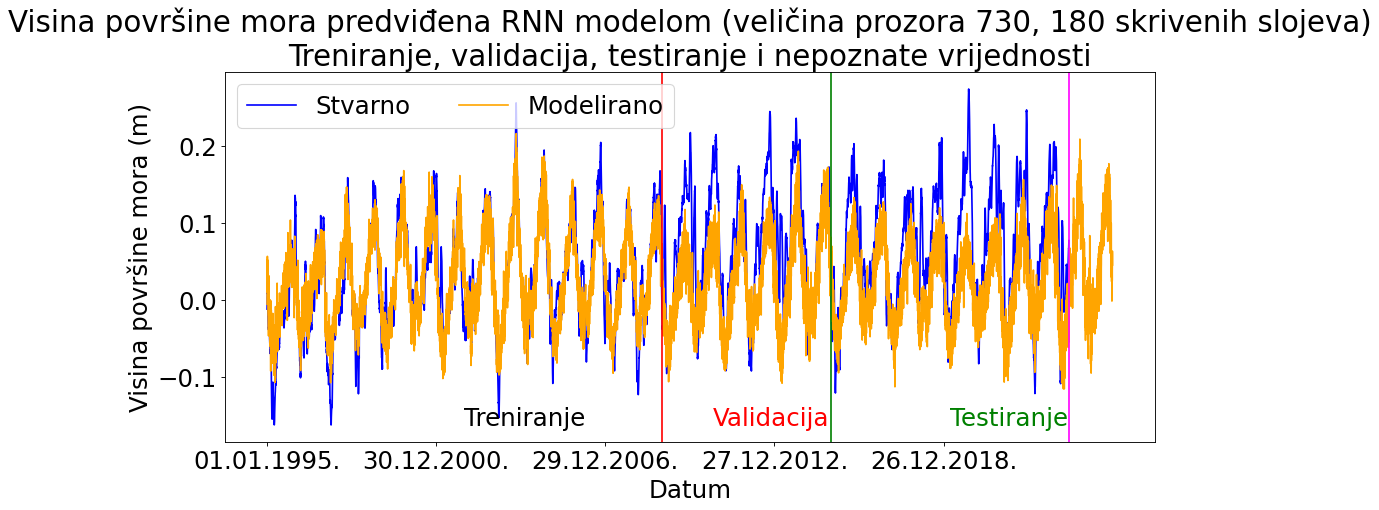 Visina površine mora predviđena RNN modelom (veličina prozora 730, 180 skrivenih slojeva)
Treniranje, validacija, testiranje i nepoznate vrijednosti
Stvarno Modelirano
Visina površine mora (m)
0.2
0.1
0.0
−0.1
Treniranje Validacija Testiranje
01.01.1995. 30.12.2000. 29.12.2006. 27.12.2012. 26.12.2018.
Datum